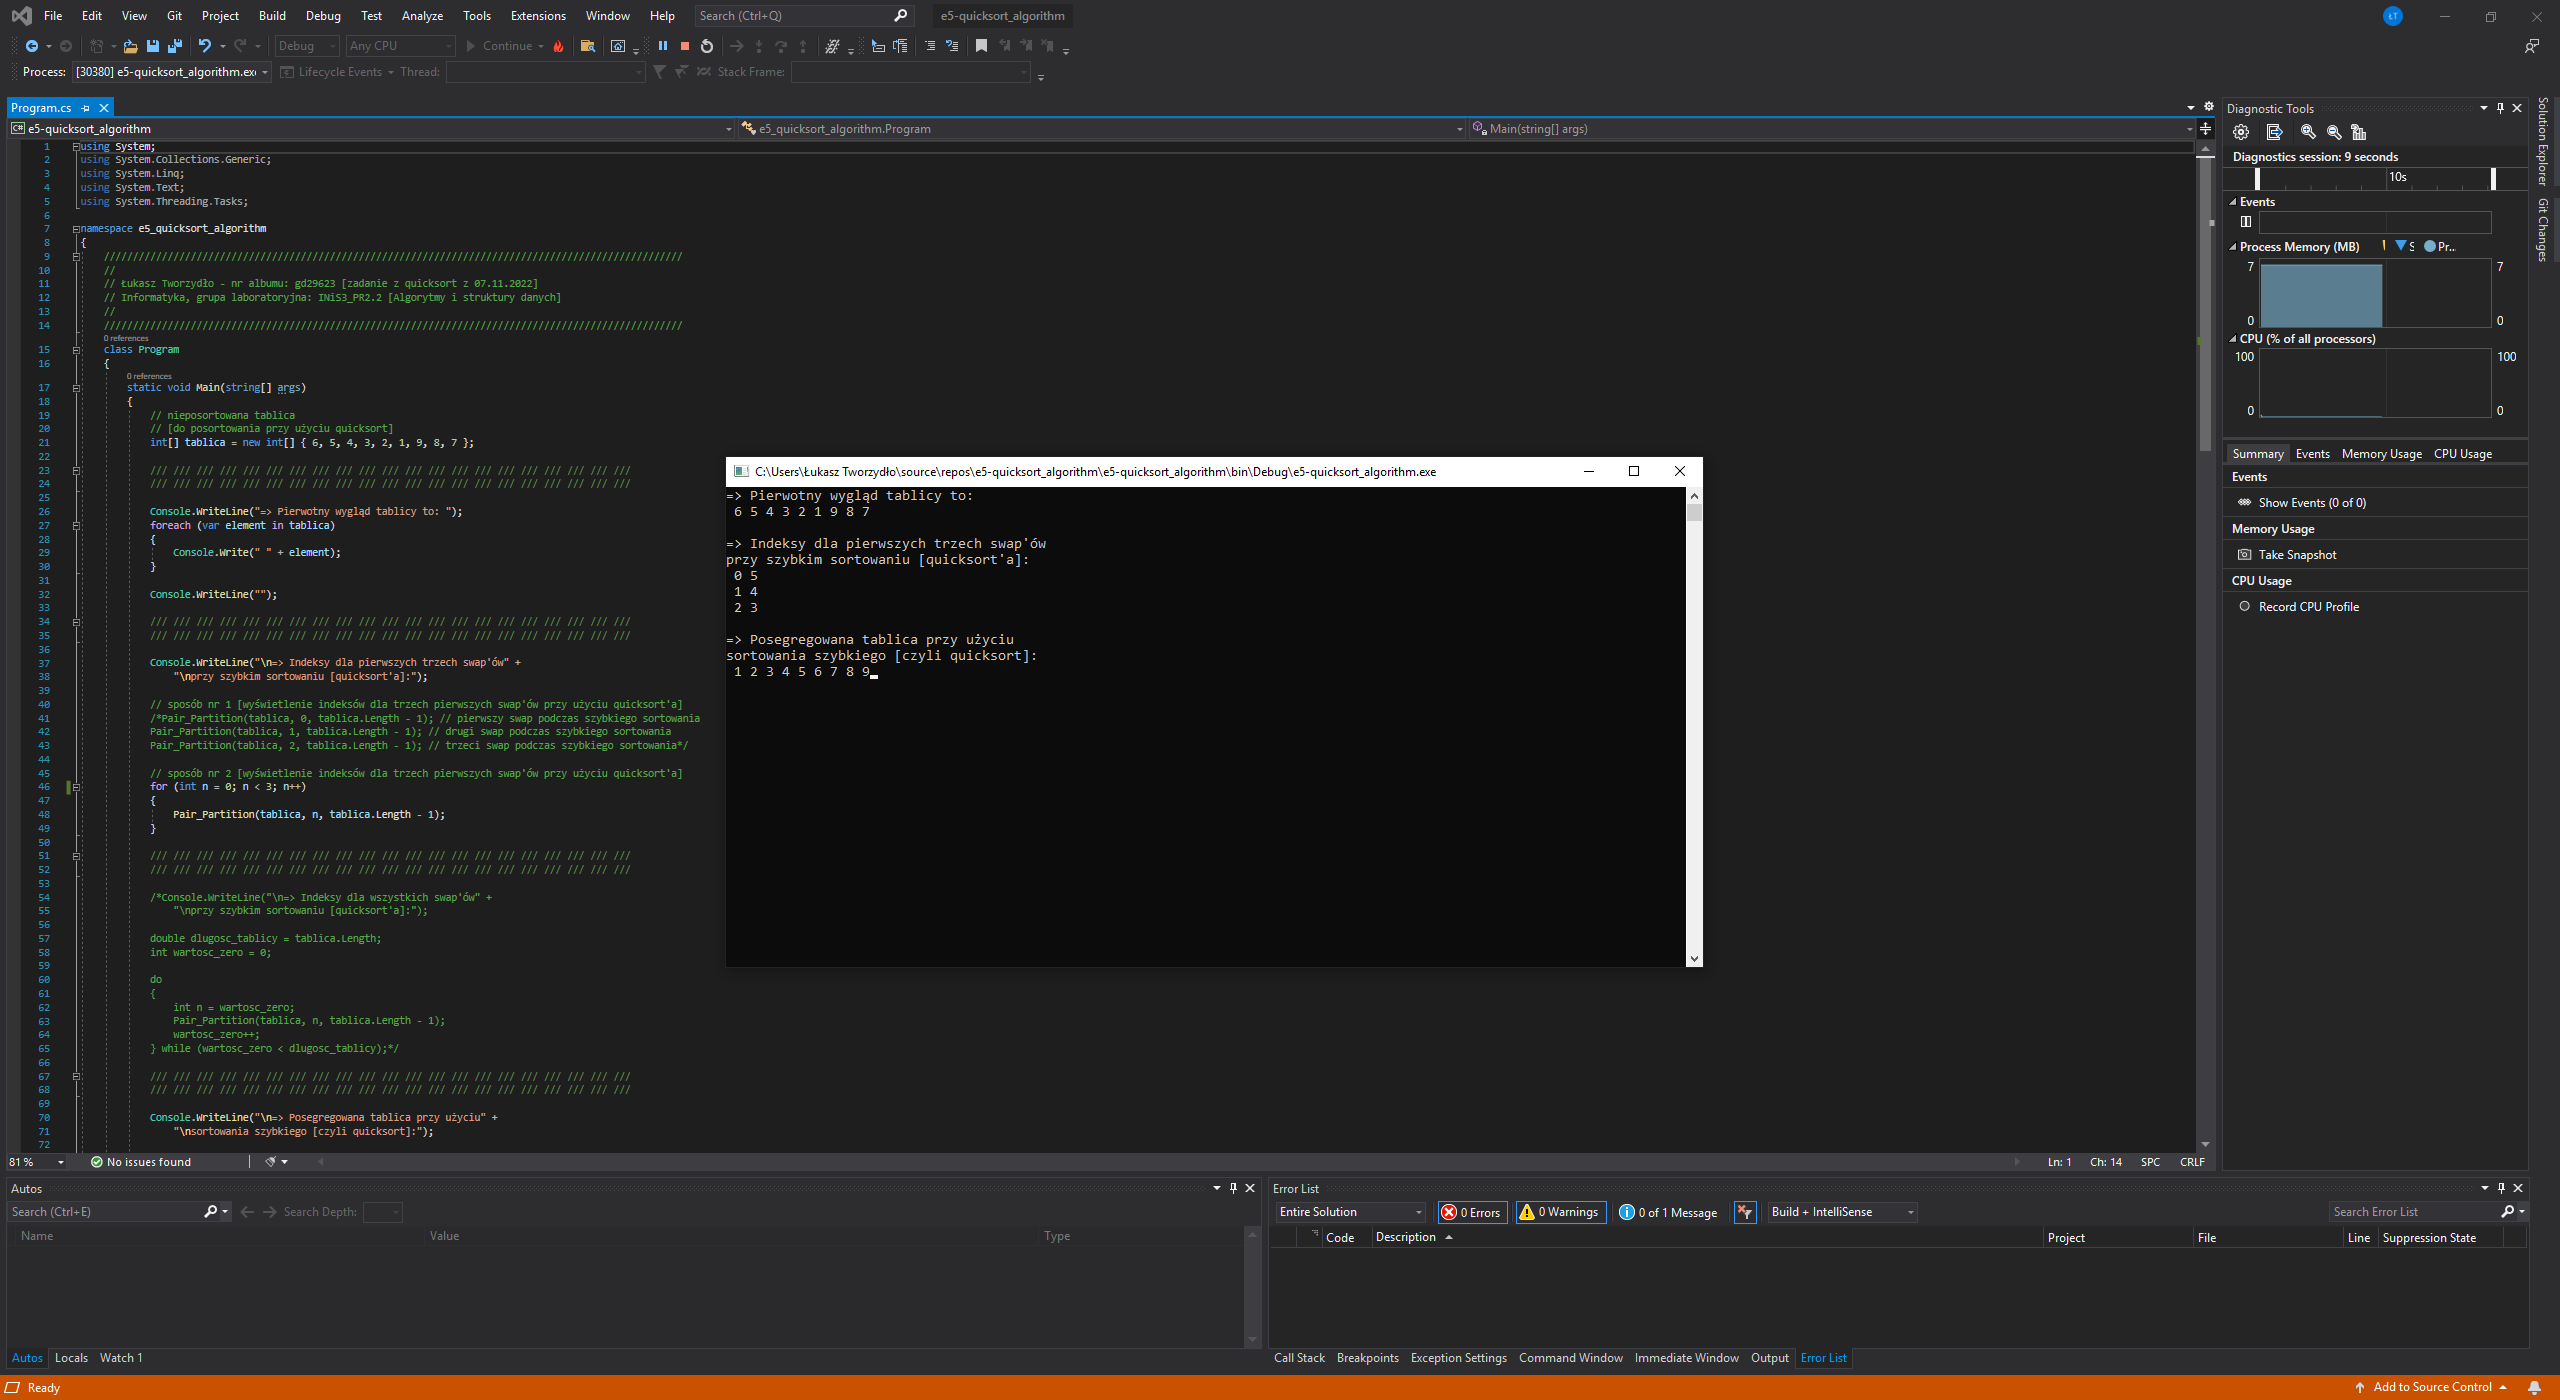 File Edit View Git Project Build Debug Test Analyze Tools Extensions Window Help Search (Ctrl+Q) e5-quicksort_algorithm ŁT
Debug Any CPU Continue
Process: [30380] e5-quicksort_algorithm.exe Lifecycle Events Thread: Stack Frame:
Program.cs
e5-quicksort_algorithm e5_quicksort_algorithm.Program Main(string[] args)
1 using System;
2 using System.Collections.Generic;
3 using System.Linq;
4 using System.Text;
5 using System.Threading.Tasks;
6
7 namespace e5_quicksort_algorithm
8 {
9 ////////////////////////////////////////////////////////////////////////////////////////////////////
10 //
11 // Łukasz Tworzydło - nr albumu: gd29623 [zadanie z quicksort z 07.11.2022]
12 // Informatyka, grupa laboratoryjna: INiS3_PR2.2 [Algorytmy i struktury danych]
13 //
14 ////////////////////////////////////////////////////////////////////////////////////////////////////
0 references
15 class Program
16 {
0 references
17 static void Main(string[] args)
18 {
19 // nieposortowana tablica
20 // [do posortowania przy użyciu quicksort]
21 int[] tablica = new int[] { 6, 5, 4, 3, 2, 1, 9, 8, 7 };
22
23 /// /// /// /// /// /// /// /// /// /// /// /// /// /// /// /// /// /// /// /// ///
24 /// /// /// /// /// /// /// /// /// /// /// /// /// /// /// /// /// /// /// /// ///
25
26 Console.WriteLine("=> Pierwotny wygląd tablicy to: ");
27 foreach (var element in tablica)
28 {
29 Console.Write(" " + element);
30 }
31
32 Console.WriteLine("");
33
34 /// /// /// /// /// /// /// /// /// /// /// /// /// /// /// /// /// /// /// /// ///
35 /// /// /// /// /// /// /// /// /// /// /// /// /// /// /// /// /// /// /// /// ///
36
37 Console.WriteLine("\n=> Indeksy dla pierwszych trzech swap'ów" +
38 "\nprzy szybkim sortowaniu [quicksort'a]:");
39
40 // sposób nr 1 [wyświetlenie indeksów dla trzech pierwszych swap'ów przy użyciu quicksort'a]
41 /*Pair_Partition(tablica, 0, tablica.Length - 1); // pierwszy swap podczas szybkiego sortowania
42 Pair_Partition(tablica, 1, tablica.Length - 1); // drugi swap podczas szybkiego sortowania
43 Pair_Partition(tablica, 2, tablica.Length - 1); // trzeci swap podczas szybkiego sortowania*/
44
45 // sposób nr 2 [wyświetlenie indeksów dla trzech pierwszych swap'ów przy użyciu quicksort'a]
46 for (int n = 0; n < 3; n++)
47 {
48 Pair_Partition(tablica, n, tablica.Length - 1);
49 }
50
51 /// /// /// /// /// /// /// /// /// /// /// /// /// /// /// /// /// /// /// /// ///
52 /// /// /// /// /// /// /// /// /// /// /// /// /// /// /// /// /// /// /// /// ///
53
54 /*Console.WriteLine("\n=> Indeksy dla wszystkich swap'ów" +
55 "\nprzy szybkim sortowaniu [quicksort'a]:");
56
57 double dlugosc_tablicy = tablica.Length;
58 int wartosc_zero = 0;
59
60 do
61 {
62 int n = wartosc_zero;
63 Pair_Partition(tablica, n, tablica.Length - 1);
64 wartosc_zero++;
65 } while (wartosc_zero < dlugosc_tablicy);*/
66
67 /// /// /// /// /// /// /// /// /// /// /// /// /// /// /// /// /// /// /// /// ///
68 /// /// /// /// /// /// /// /// /// /// /// /// /// /// /// /// /// /// /// /// ///
69
70 Console.WriteLine("\n=> Posegregowana tablica przy użyciu" +
71 "\nsortowania szybkiego [czyli quicksort]:");
72
81 % No issues found Ln: 1 Ch: 14 SPC CRLF
C:\Users\Łukasz Tworzydło\source\repos\e5-quicksort_algorithm\e5-quicksort_algorithm\bin\Debug\e5-quicksort_algorithm.exe
=> Pierwotny wygląd tablicy to:
6 5 4 3 2 1 9 8 7
=> Indeksy dla pierwszych trzech swap'ów
przy szybkim sortowaniu [quicksort'a]:
0 5
1 4
2 3
=> Posegregowana tablica przy użyciu
sortowania szybkiego [czyli quicksort]:
1 2 3 4 5 6 7 8 9
Diagnostic Tools
Diagnostics session: 9 seconds
10s
Events
Process Memory (MB) S Pr..
7 7
0 0
CPU (% of all processors)
100 100
0 0
Summary Events Memory Usage CPU Usage
Events
Show Events (0 of 0)
Memory Usage
Take Snapshot
CPU Usage
Record CPU Profile
Solution Explorer
Git Changes
Autos
Search (Ctrl+E) Search Depth:
Name Value Type
Autos Locals Watch 1
Error List
Entire Solution 0 Errors 0 Warnings 0 of 1 Message Build + IntelliSense Search Error List
Code Description Project File Line Suppression State
Call Stack Breakpoints Exception Settings Command Window Immediate Window Output Error List
Ready Add to Source Control